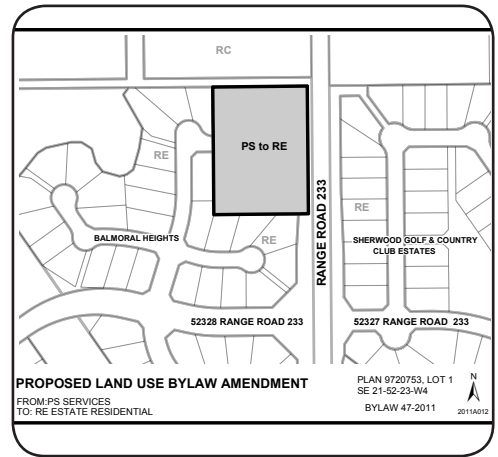 RC
PS to RE
RE
RE
RE
RANGE ROAD 233
BALMORAL HEIGHTS
SHERWOOD GOLF & COUNTRY
CLUB ESTATES
52328 RANGE ROAD 233
52327 RANGE ROAD 233
PROPOSED LAND USE BYLAW AMENDMENT
FROM:PS SERVICES
TO: RE ESTATE RESIDENTIAL
PLAN 9720753, LOT 1
SE 21-52-23-W4
BYLAW 47-2011
N
2011A012